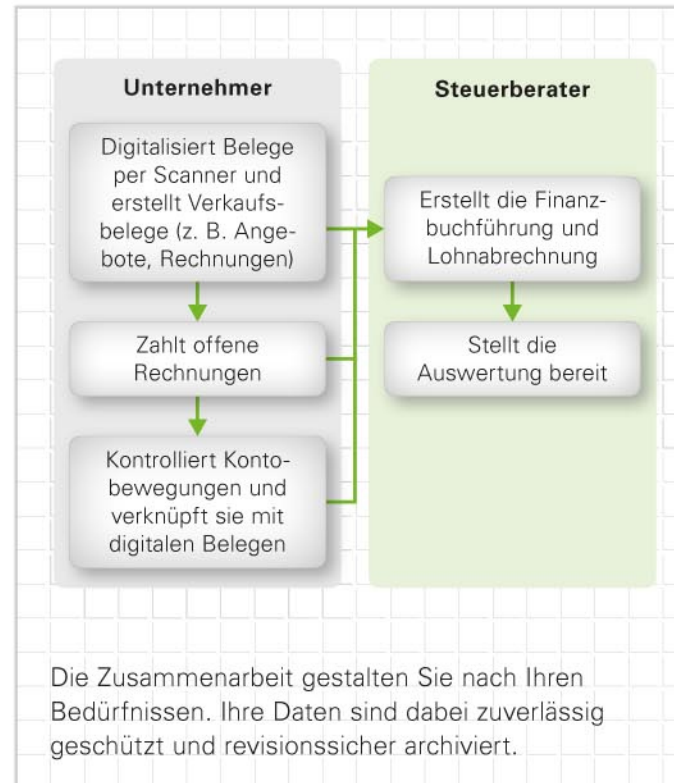 Unternehmer
Digitalisiert Belege
per Scanner und
erstellt Verkaufs-
belege (z. B. Ange-
bote, Rechnungen)
Zahlt offene
Rechnungen
Kontrolliert Konto-
bewegungen und
verknüpft sie mit
digitalen Belegen
Steuerberater
Erstellt die Finanz-
buchführung und
Lohnabrechnung
Stellt die
Auswertung bereit
Die Zusammenarbeit gestalten Sie nach Ihren
Bedürfnissen. Ihre Daten sind dabei zuverlässig
geschützt und revisionssicher archiviert.